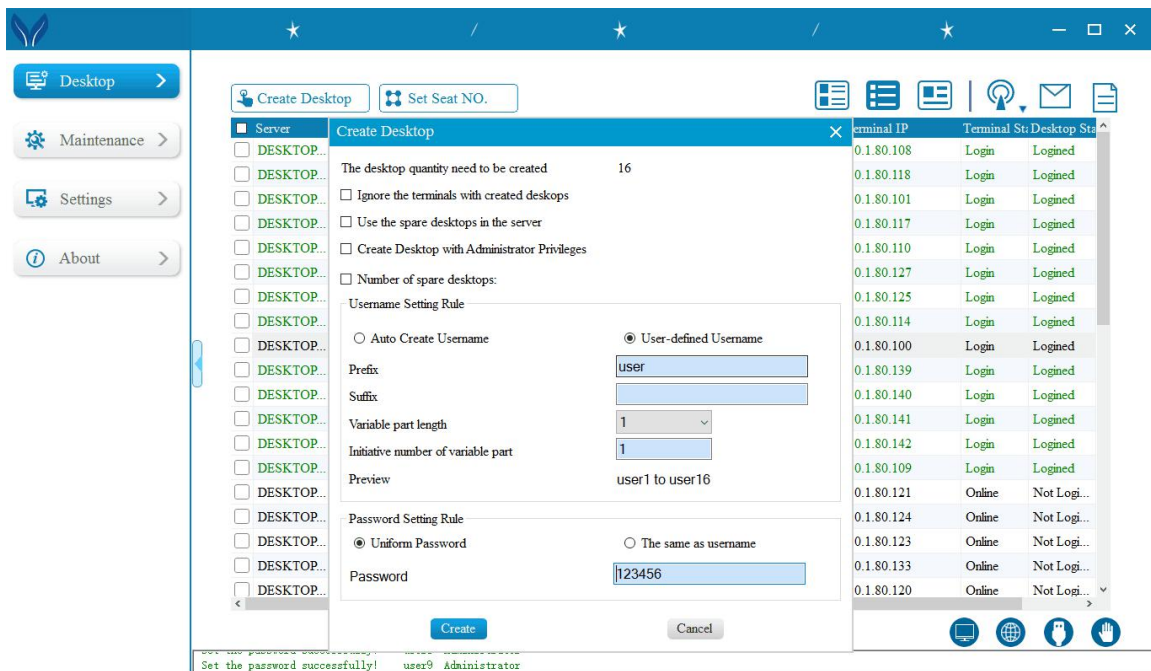 Desktop
Maintenance
Settings
About
Create Desktop
Set Seat NO.
Server
erminal IP
Terminal St
Desktop Sta
DESKTOP...
0.1.80.108
Login
Logined
DESKTOP...
0.1.80.118
Login
Logined
DESKTOP...
0.1.80.101
Login
Logined
DESKTOP...
0.1.80.117
Login
Logined
DESKTOP...
0.1.80.110
Login
Logined
DESKTOP...
0.1.80.127
Login
Logined
DESKTOP...
0.1.80.125
Login
Logined
DESKTOP...
0.1.80.114
Login
Logined
DESKTOP...
0.1.80.100
Login
Logined
DESKTOP...
0.1.80.139
Login
Logined
DESKTOP...
0.1.80.140
Login
Logined
DESKTOP...
0.1.80.141
Login
Logined
DESKTOP...
0.1.80.142
Login
Logined
DESKTOP...
0.1.80.109
Login
Logined
DESKTOP...
0.1.80.121
Online
Not Logi...
DESKTOP...
0.1.80.124
Online
Not Logi...
DESKTOP...
0.1.80.123
Online
Not Logi...
DESKTOP...
0.1.80.133
Online
Not Logi...
DESKTOP...
0.1.80.120
Online
Not Logi...
Create Desktop
The desktop quantity need to be created 16
Ignore the terminals with created deskops
Use the spare desktops in the server
Create Desktop with Administrator Privileges
Number of spare desktops:
Username Setting Rule
Auto Create Username
User-defined Username
Prefix user
Suffix
Variable part length 1
Initiative number of variable part 1
Preview user1 to user16
Password Setting Rule
Uniform Password
The same as username
Password 123456
Create
Cancel
Set the password successfully! user9 Administrator